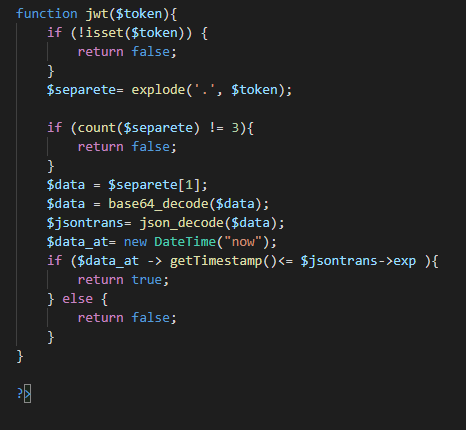 function jwt($token){
    if (!isset($token)) {
        return false;
    }
    $separete= explode('.', $token);

    if (count($separete) != 3){
        return false;
    }
    $data = $separete[1];
    $data = base64_decode($data);
    $jsontrans= json_decode($data);
    $data_at= new DateTime("now");
    if ($data_at -> getTimestamp()<= $jsontrans->exp ){
        return true;
    } else {
        return false;
    }
}

?>